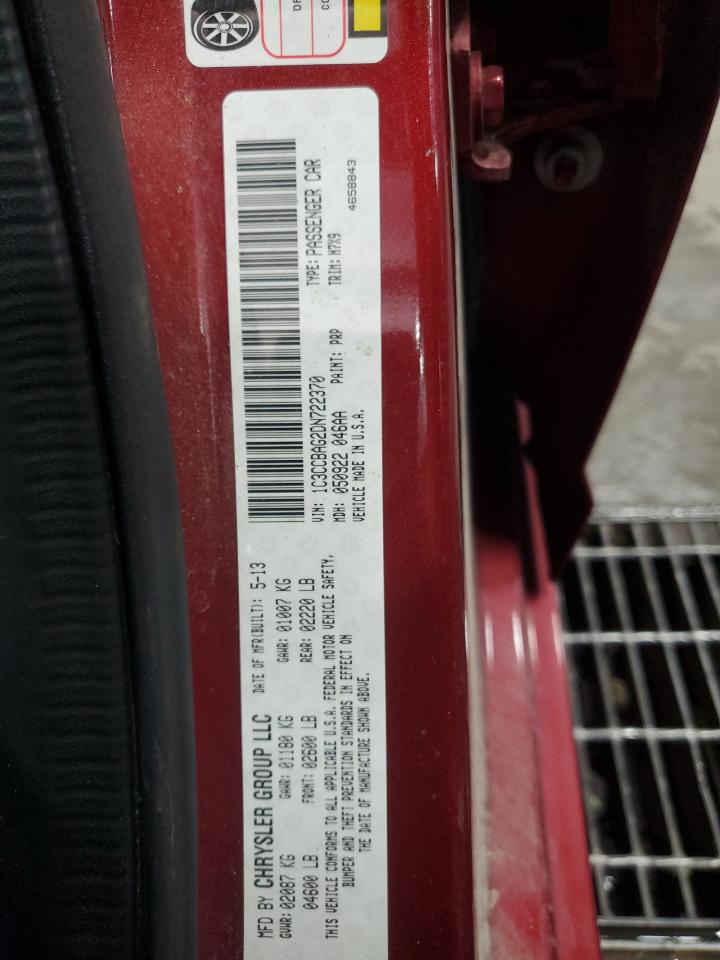 MFD BY CHRYSLER GROUP LLC DATE OF MFR(BUILT): 5-13
GVWR: 02087 KG GAWR: 01180 KG GAWR: 01007 KG
04600 LB FRONT: 02600 LB REAR: 02220 LB
THIS VEHICLE CONFORMS TO ALL APPLICABLE U.S.A. FEDERAL MOTOR VEHICLE SAFETY,
BUMPER AND THEFT PREVENTION STANDARDS IN EFFECT ON
THE DATE OF MANUFACTURE SHOWN ABOVE.
VIN: 1C3CCBAG2DN722370 TYPE: PASSENGER CAR
MDH: 050922 046AA PAINT: PRP TRIM: M7X9
VEHICLE MADE IN U.S.A. 4658843